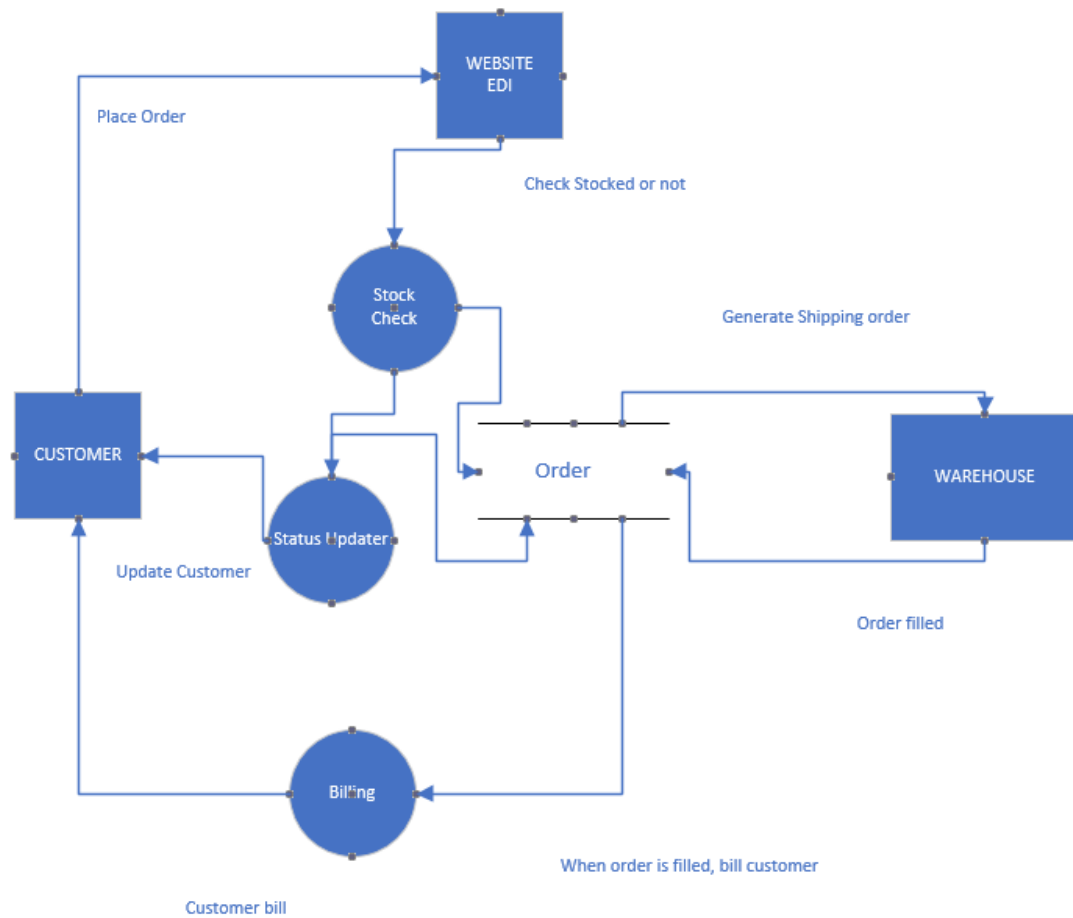 WEBSITE
EDI
Place Order
Check Stocked or not
Stock
Check
Generate Shipping order
CUSTOMER
Order
WAREHOUSE
Status Updater
Update Customer
Order filled
Billing
When order is filled, bill customer
Customer bill